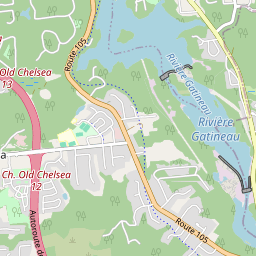 Route 105
Old Chelsea
13
Rivière Gatineau
Rivière
Gatineau
a
Ch. Old Chelsea
12
Route 105
Autoroute de